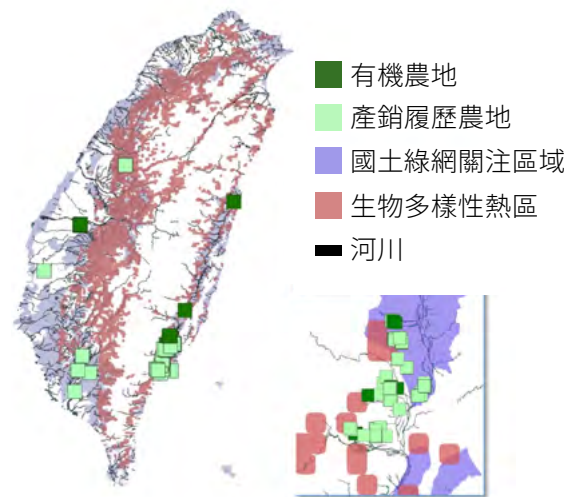 有機農地
產銷履歷農地
國土綠網關注區域
生物多樣性熱區
河川